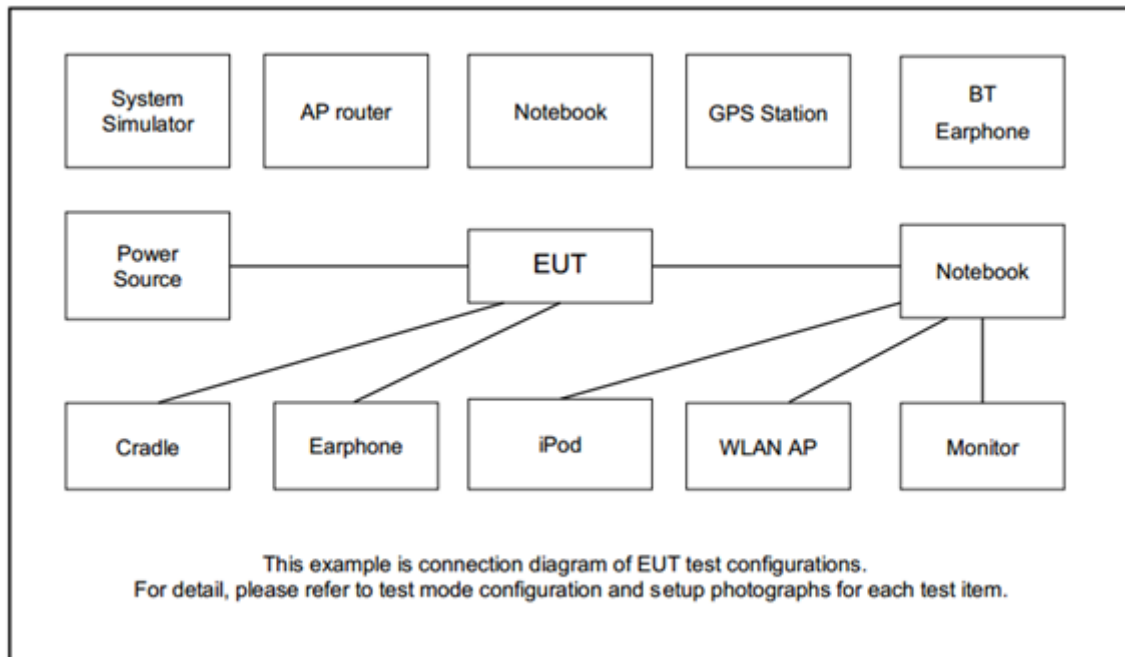 System
Simulator
AP router
Notebook
GPS Station
BT
Earphone
Power
Source
EUT
Notebook
Cradle
Earphone
iPod
WLAN AP
Monitor
This example is connection diagram of EUT test configurations.
For detail, please refer to test mode configuration and setup photographs for each test item.